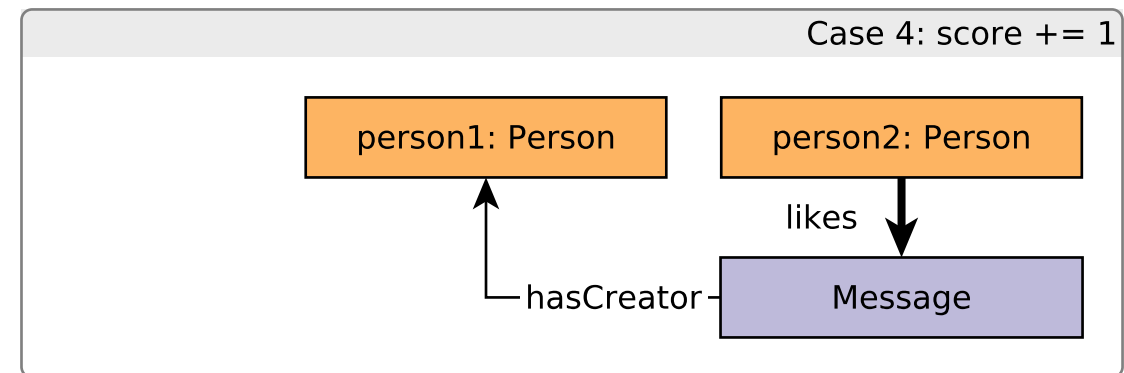 Case 4: score += 1
person1: Person
person2: Person
likes
hasCreator
Message